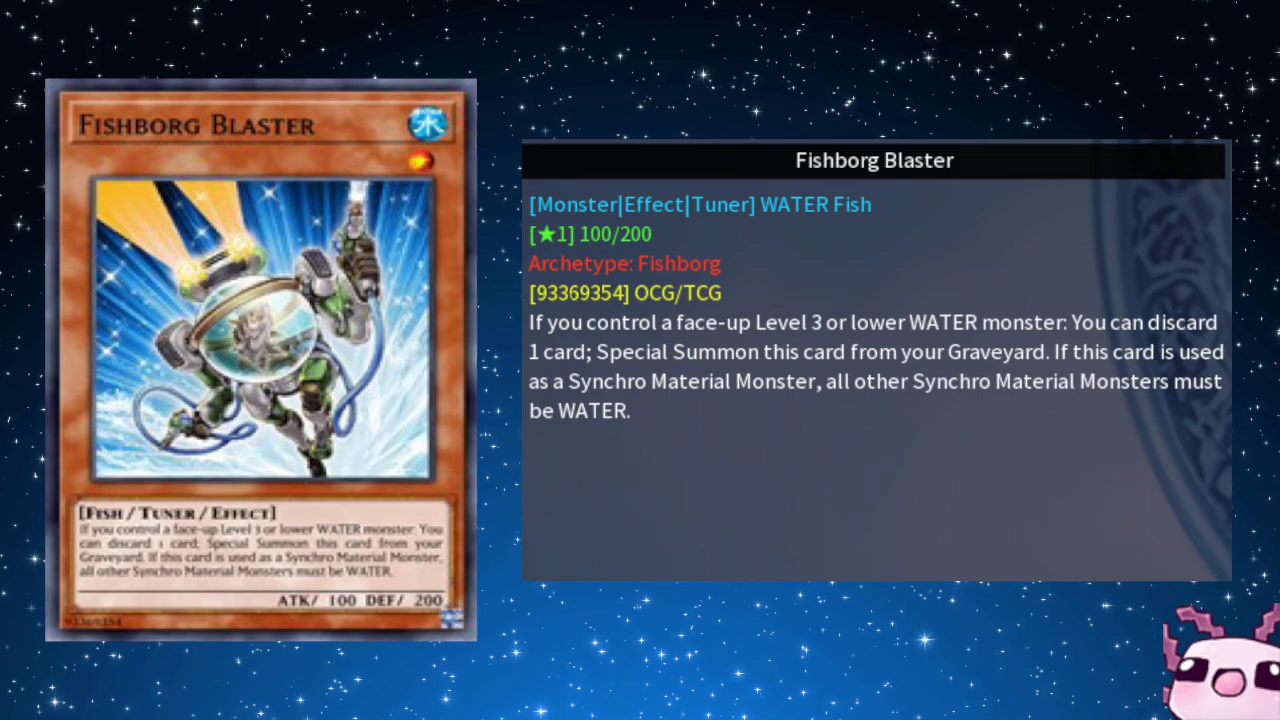 FISHBORG BLASTER
水
[FISH / TUNER / EFFECT]
If you control a face-up Level 3 or lower WATER monster: You
can discard 1 card; Special Summon this card from your
Graveyard. If this card is used as a Synchro Material Monster,
all other Synchro Material Monsters must be WATER.
ATK/ 100 DEF/ 200
93369354
Fishborg Blaster
[Monster|Effect|Tuner] WATER Fish
[★1] 100/200
Archetype: Fishborg
[93369354] OCG/TCG
If you control a face-up Level 3 or lower WATER monster: You can discard
1 card; Special Summon this card from your Graveyard. If this card is used
as a Synchro Material Monster, all other Synchro Material Monsters must
be WATER.